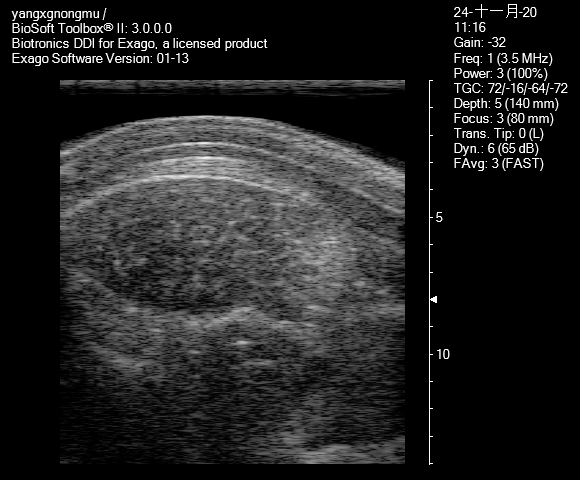 yangxgnongmu /
BioSoft Toolbox® II: 3.0.0.0
Biotronics DDI for Exago, a licensed product
Exago Software Version: 01-13
24-十一月-20
11:16
Gain: -32
Freq: 1 (3.5 MHz)
Power: 3 (100%)
TGC: 72/-16/-64/-72
Depth: 5 (140 mm)
Focus: 3 (80 mm)
Trans. Tip: 0 (L)
Dyn.: 6 (65 dB)
FAvg: 3 (FAST)
5
10